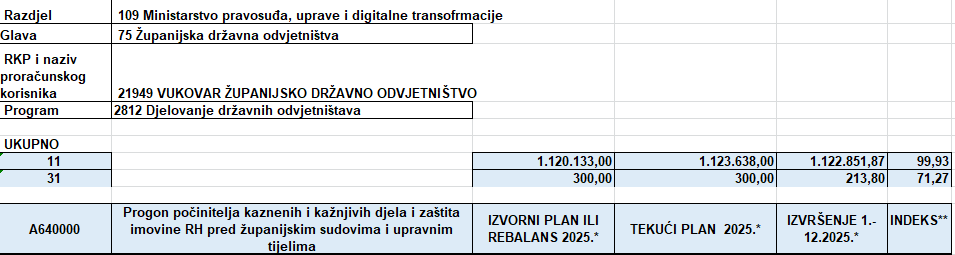 Razdjel 109 Ministarstvo pravosuđa, uprave i digitalne transofrmacije
Glava 75 Županijska državna odvjetništva
RKP i naziv
proračunskog
korisnika 21949 VUKOVAR ŽUPANIJSKO DRŽAVNO ODVJETNIŠTVO
Program 2812 Djelovanje državnih odvjetništava
UKUPNO
11 1.120.133,00 1.123.638,00 1.122.851,87 99,93
31 300,00 300,00 213,80 71,27
A640000
Progon počinitelja kaznenih i kažnjivih djela i zaštita
imovine RH pred županijskim sudovima i upravnim
tijelima
IZVORNI PLAN ILI
REBALANS 2025.*
TEKUĆI PLAN 2025.*
IZVRŠENJE 1.-
12.2025.*
INDEKS**